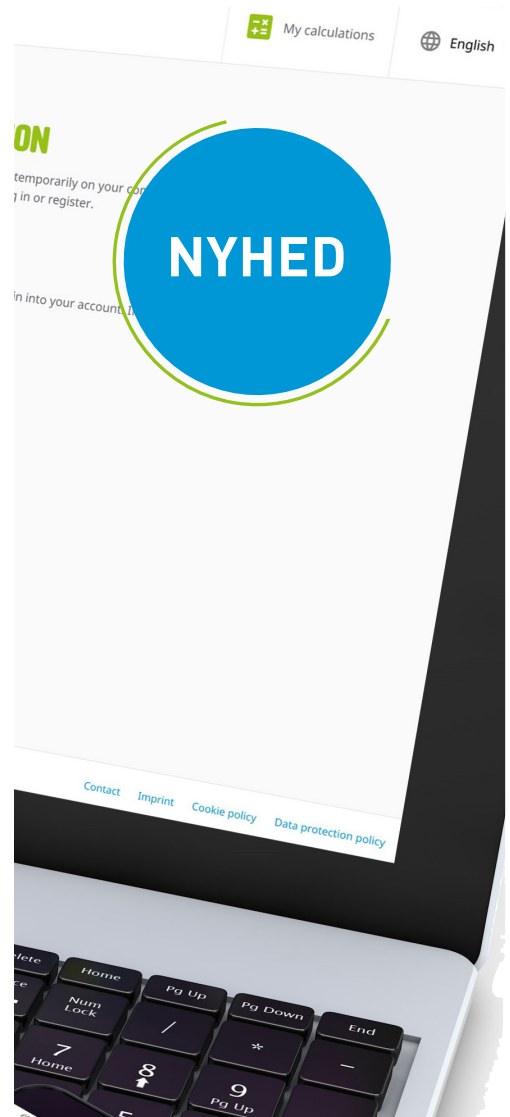 My calculations
English
ON
temporarily on your
in or register.
NYHED
in into your account.
Contact Imprint Cookie policy Data protection policy
Home
Pg Up
Pg Down
End
Num
Lock
/
*
-
7
Home
8
9
Pg Up